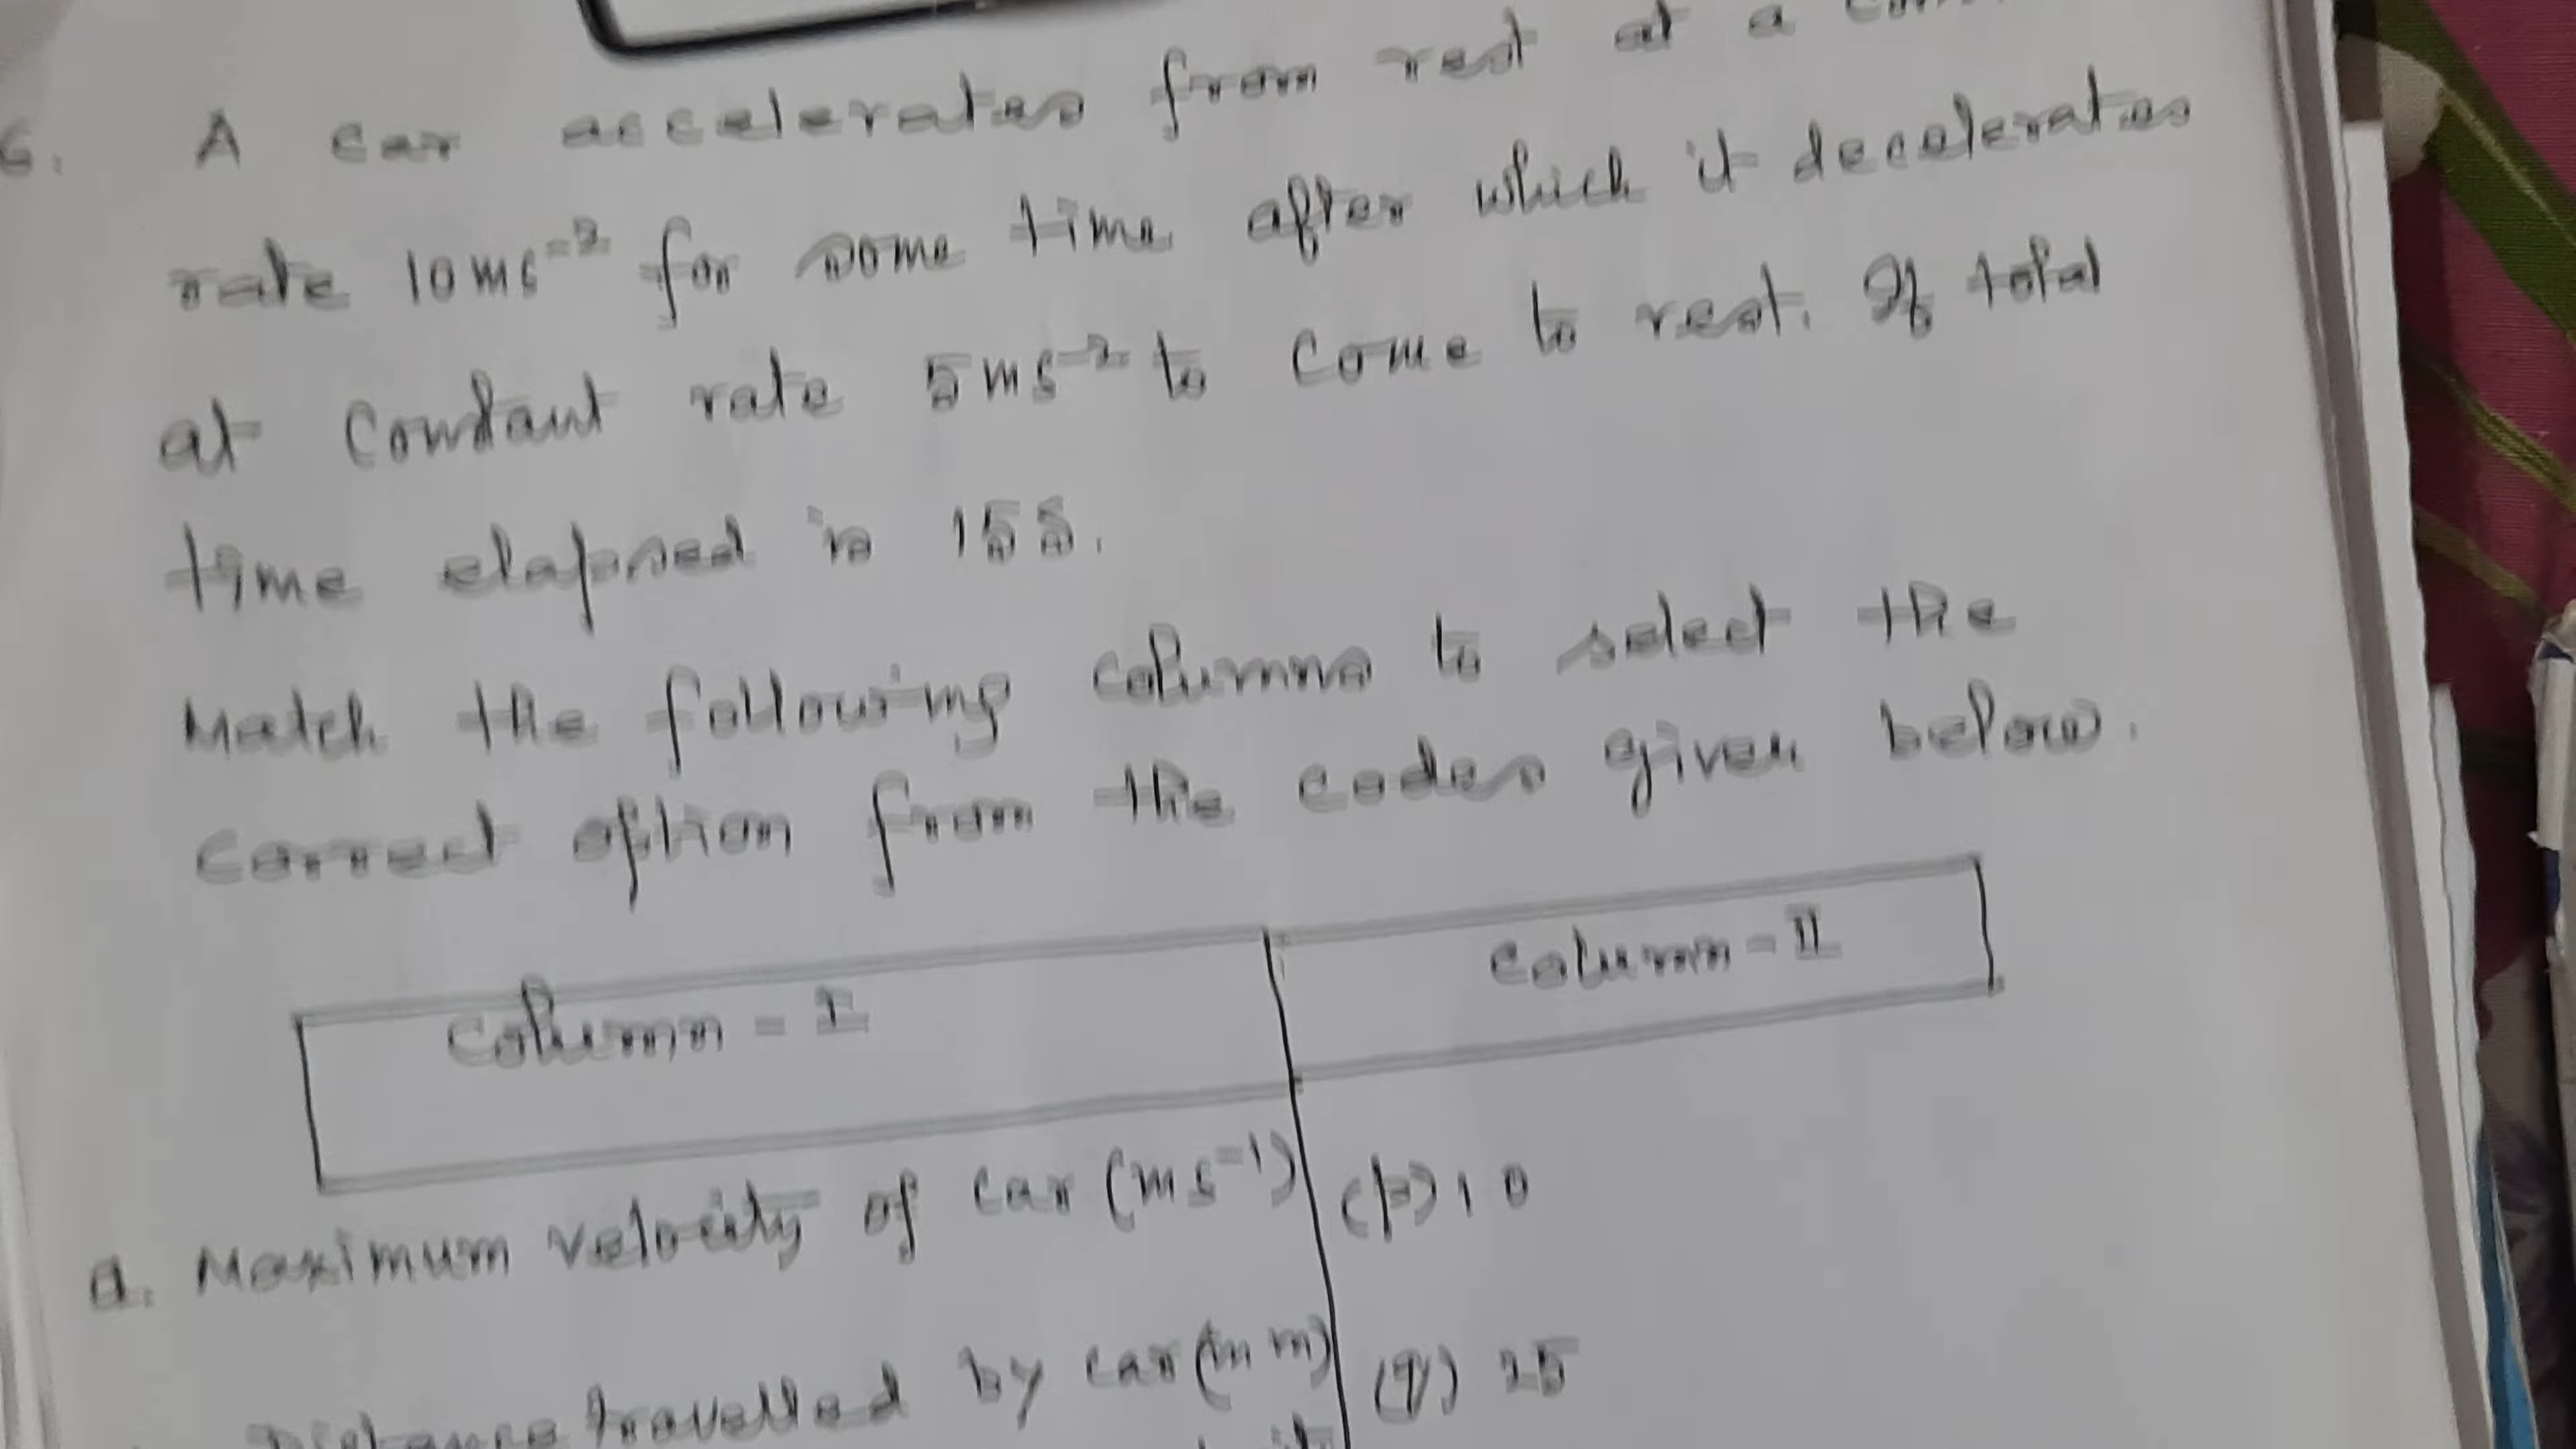 6. A car accelerates from rest at a
rate 10 ms⁻² for some time after which it decelerates
at constant rate 5 ms⁻² to come to rest. If total
time elapsed is 15 s.
Match the following columns to select the
correct option from the codes given below.
Column - I Column - II
a. Maximum velocity of car (ms⁻¹) (p) 10
Distance travelled by car (in m) (q) 25